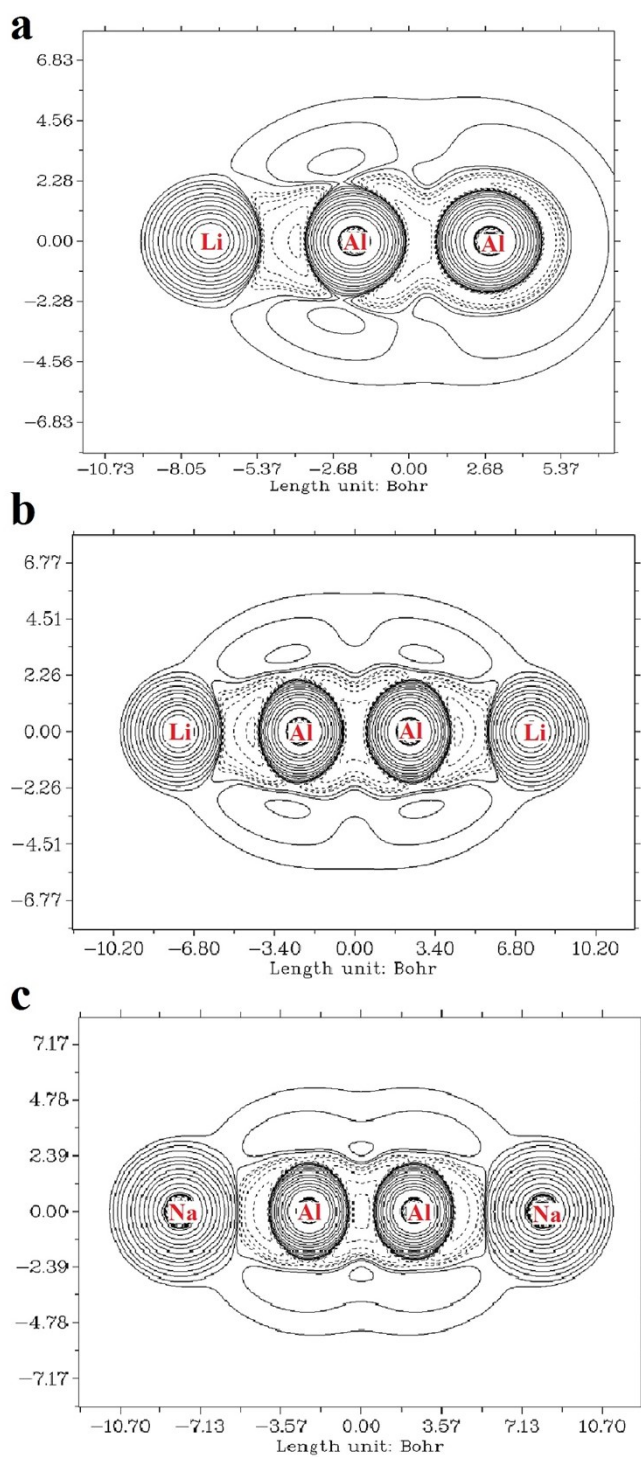 a
6.83
4.56
2.28
0.00
−2.28
−4.56
−6.83
Li Al Al
−10.73 −8.05 −5.37 −2.68 0.00 2.68 5.37
Length unit: Bohr
b
6.77
4.51
2.26
0.00
−2.26
−4.51
−6.77
Li Al Al Li
−10.20 −6.80 −3.40 0.00 3.40 6.80 10.20
Length unit: Bohr
c
7.17
4.78
2.39
0.00
−2.39
−4.78
−7.17
Na Al Al Na
−10.70 −7.13 −3.57 0.00 3.57 7.13 10.70
Length unit: Bohr